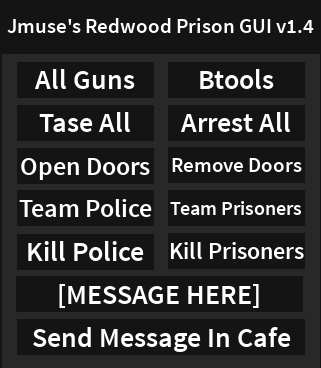 Jmuse's Redwood Prison GUI v1.4
All Guns Btools
Tase All Arrest All
Open Doors Remove Doors
Team Police Team Prisoners
Kill Police Kill Prisoners
[MESSAGE HERE]
Send Message In Cafe